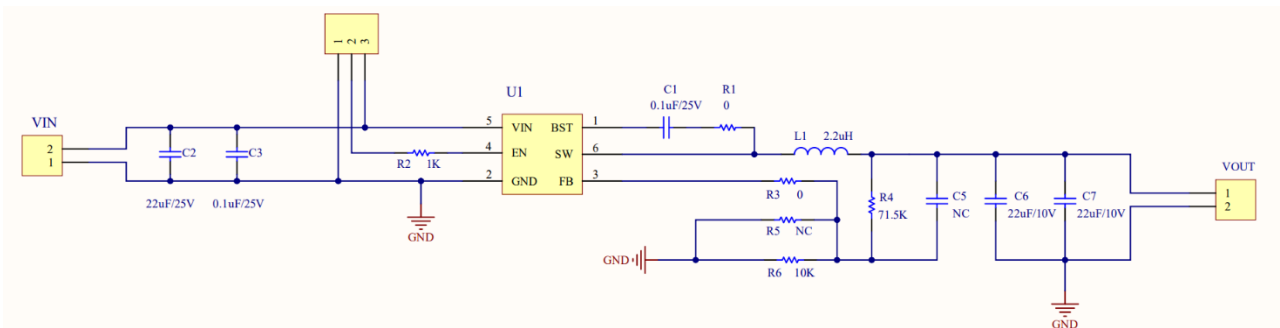 1 2 3
VIN
2
1
C2
22uF/25V
C3
0.1uF/25V
R2 1K
GND
U1
5 VIN BST 1
4 EN SW 6
2 GND FB 3
C1
0.1uF/25V
R1
0
L1 2.2uH
R3 0
R5 NC
GND
R6 10K
R4
71.5K
C5
NC
C6
22uF/10V
C7
22uF/10V
GND
VOUT
1
2